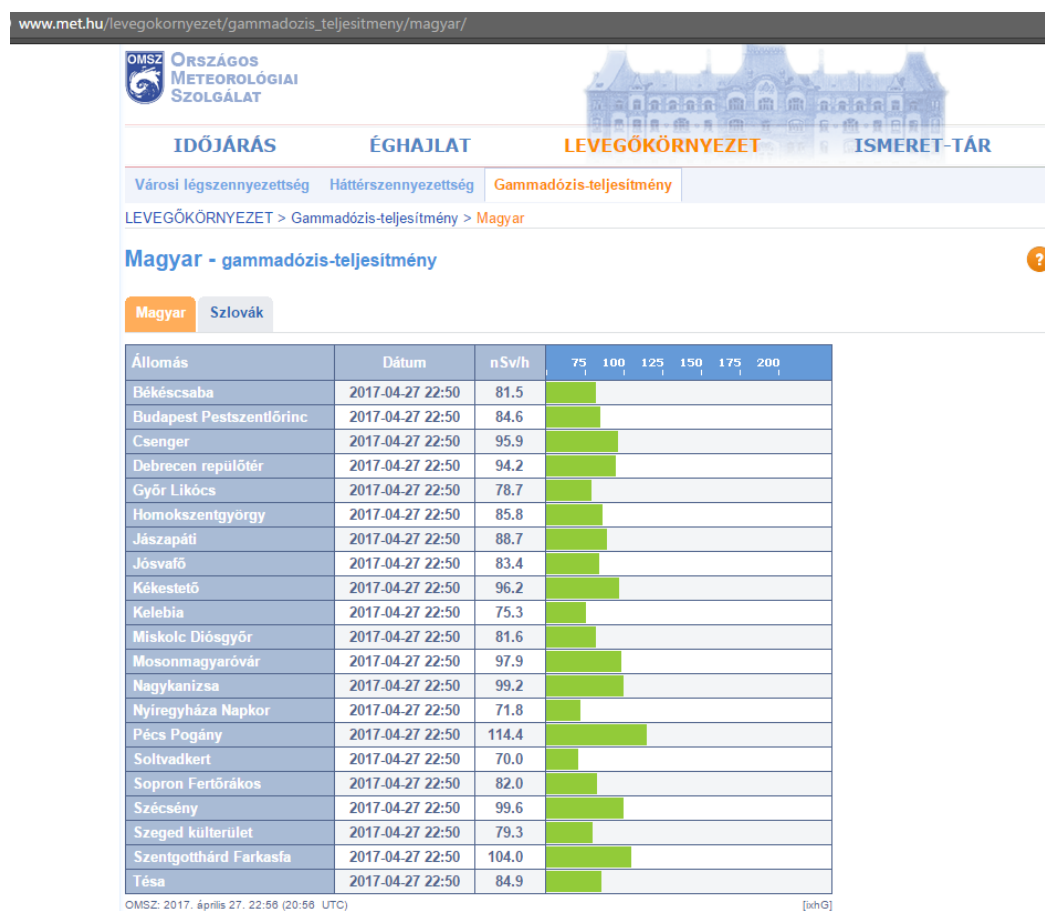 www.met.hu/levegokornyezet/gammadozis_teljesitmeny/magyar/
OMSZ
ORSZÁGOS
METEOROLÓGIAI
SZOLGÁLAT
IDŐJÁRÁS ÉGHAJLAT LEVEGŐKÖRNYEZET ISMERET-TÁR
Városi légszennyezettség Háttérszennyezettség Gammadózis-teljesítmény
LEVEGŐKÖRNYEZET > Gammadózis-teljesítmény > Magyar
Magyar - gammadózis-teljesítmény
?
Magyar Szlovák
Állomás Dátum nSv/h 75 100 125 150 175 200
Békéscsaba 2017-04-27 22:50 81.5
Budapest Pestszentlőrinc 2017-04-27 22:50 84.6
Csenger 2017-04-27 22:50 95.9
Debrecen repülõtér 2017-04-27 22:50 94.2
Győr Likócs 2017-04-27 22:50 78.7
Homokszentgyörgy 2017-04-27 22:50 85.8
Jászapáti 2017-04-27 22:50 88.7
Jósvafõ 2017-04-27 22:50 83.4
Kékestetõ 2017-04-27 22:50 96.2
Kelebia 2017-04-27 22:50 75.3
Miskolc Diósgyőr 2017-04-27 22:50 81.6
Mosonmagyaróvár 2017-04-27 22:50 97.9
Nagykanizsa 2017-04-27 22:50 99.2
Nyíregyháza Napkor 2017-04-27 22:50 71.8
Pécs Pogány 2017-04-27 22:50 114.4
Soltvadkert 2017-04-27 22:50 70.0
Sopron Fertõrákos 2017-04-27 22:50 82.0
Szécsény 2017-04-27 22:50 99.6
Szeged külterület 2017-04-27 22:50 79.3
Szentgotthárd Farkasfa 2017-04-27 22:50 104.0
Tésa 2017-04-27 22:50 84.9
OMSZ: 2017. április 27. 22:56 (20:56 UTC) [ixhG]